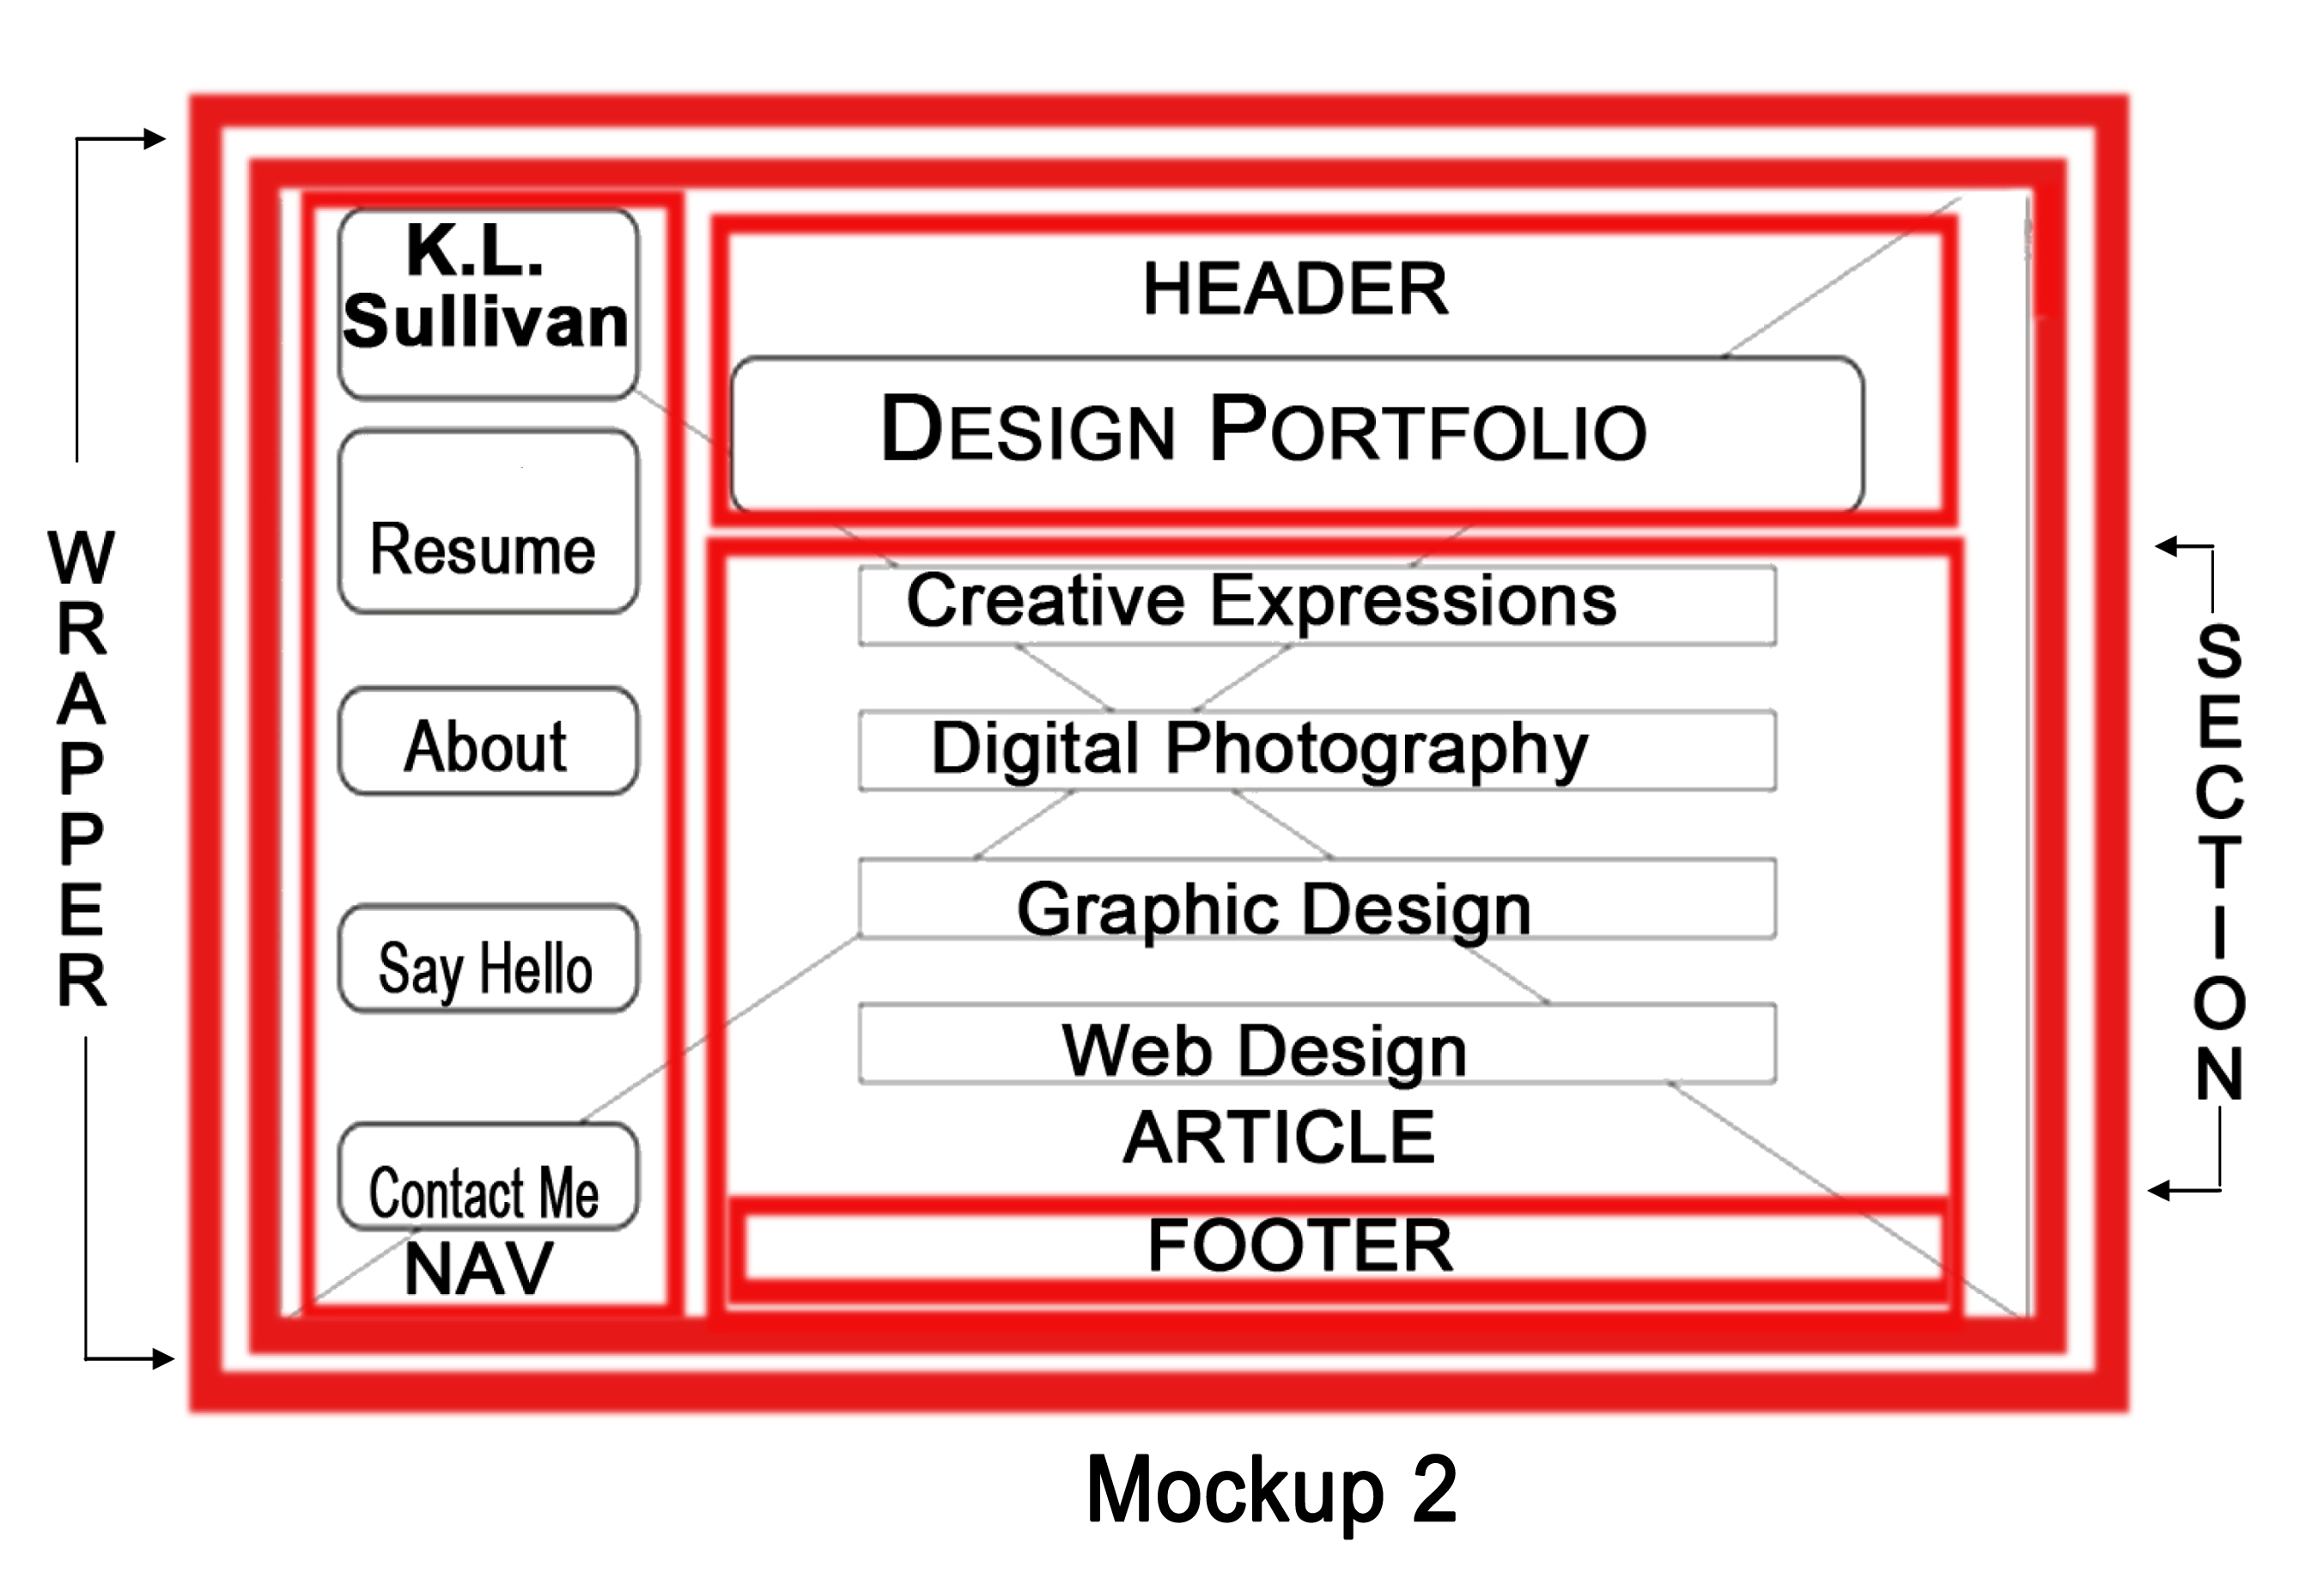 WRAPPER
K.L.
Sullivan
Resume
About
Say Hello
Contact Me
NAV
HEADER
DESIGN PORTFOLIO
Creative Expressions
Digital Photography
Graphic Design
Web Design
ARTICLE
FOOTER
SECTION
Mockup 2